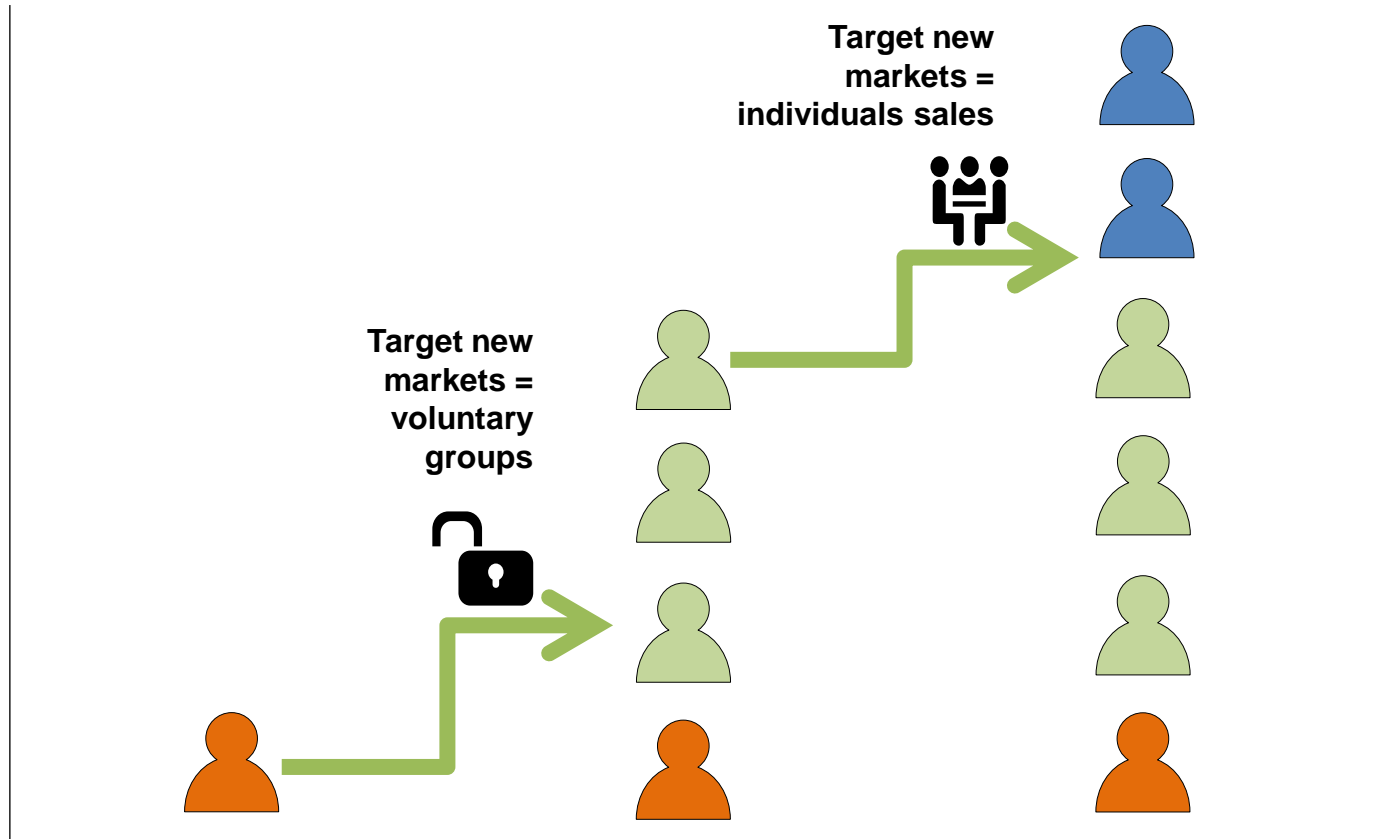 Target new
markets =
individuals sales
Target new
markets =
voluntary
groups